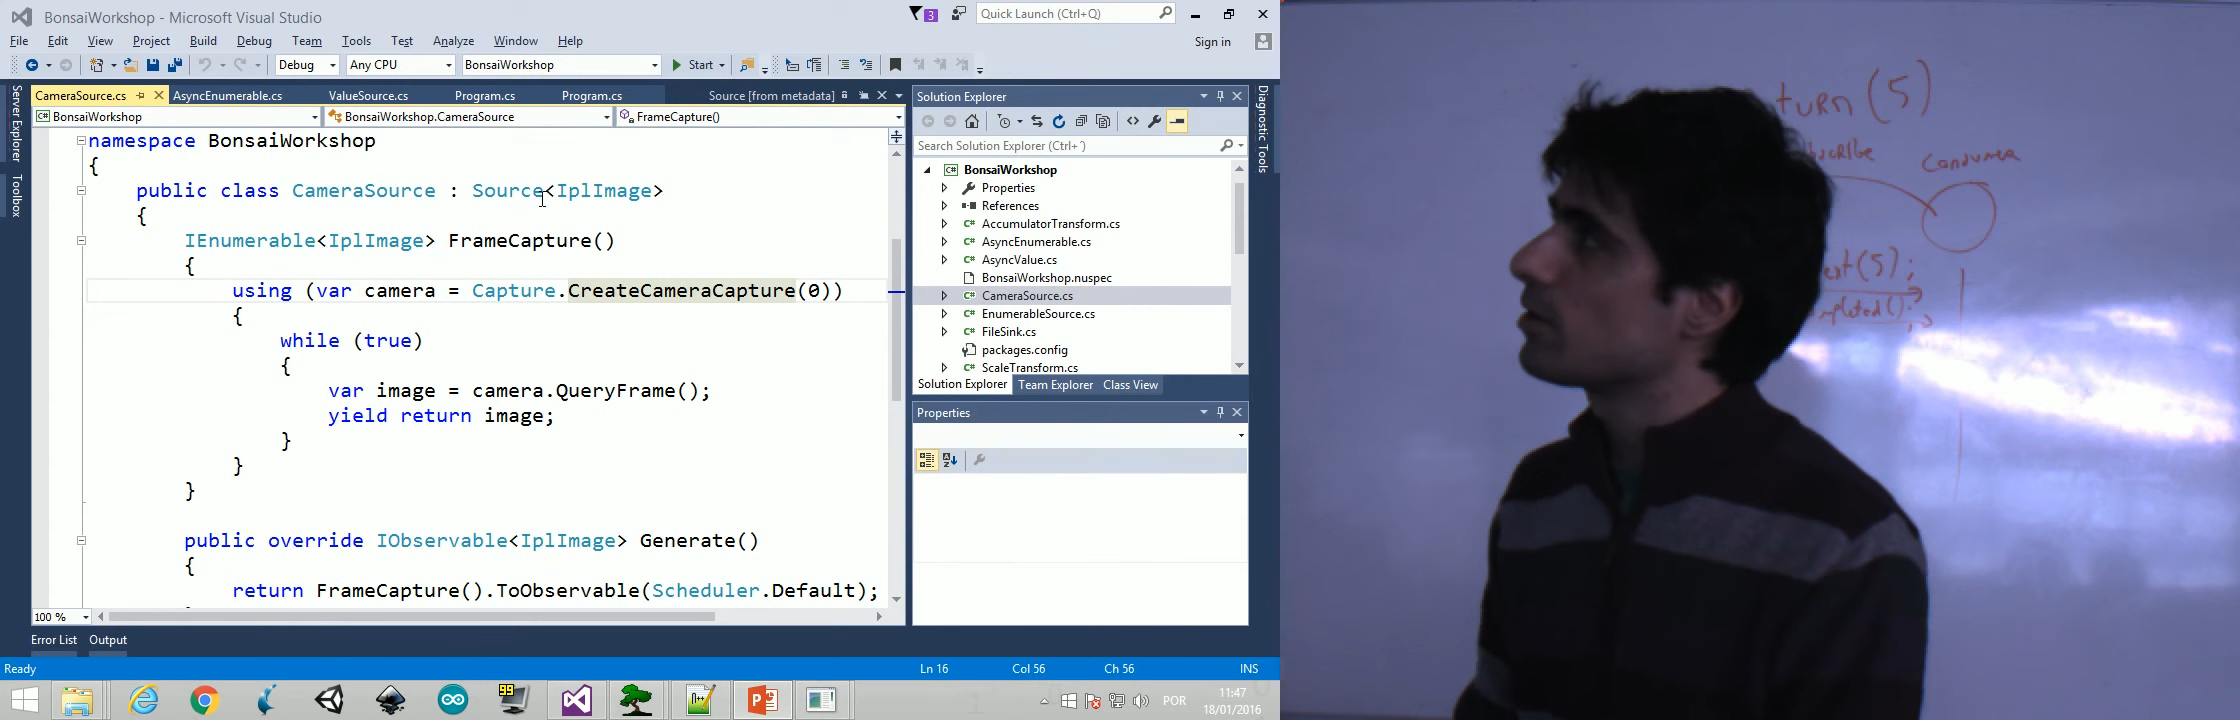 BonsaiWorkshop - Microsoft Visual Studio
3
Quick Launch (Ctrl+Q)
File Edit View Project Build Debug Team Tools Test Analyze Window Help
Sign in
Debug Any CPU BonsaiWorkshop Start
Server Explorer
Toolbox
CameraSource.cs AsyncEnumerable.cs ValueSource.cs Program.cs Program.cs Source [from metadata]
BonsaiWorkshop BonsaiWorkshop.CameraSource FrameCapture()
namespace BonsaiWorkshop
{
public class CameraSource : Source<IplImage>
{
IEnumerable<IplImage> FrameCapture()
{
using (var camera = Capture.CreateCameraCapture(0))
{
while (true)
{
var image = camera.QueryFrame();
yield return image;
}
}
}
public override IObservable<IplImage> Generate()
{
return FrameCapture().ToObservable(Scheduler.Default);
100 %
Error List Output
Ready
Ln 16 Col 56 Ch 56 INS
Solution Explorer
Search Solution Explorer (Ctrl+´)
BonsaiWorkshop
Properties
References
AccumulatorTransform.cs
AsyncEnumerable.cs
AsyncValue.cs
BonsaiWorkshop.nuspec
CameraSource.cs
EnumerableSource.cs
FileSink.cs
packages.config
ScaleTransform.cs
Solution Explorer Team Explorer Class View
Properties
Diagnostic Tools
99
POR
11:47
18/01/2016
turn (5)
scribe
ext(5);
mpleted();